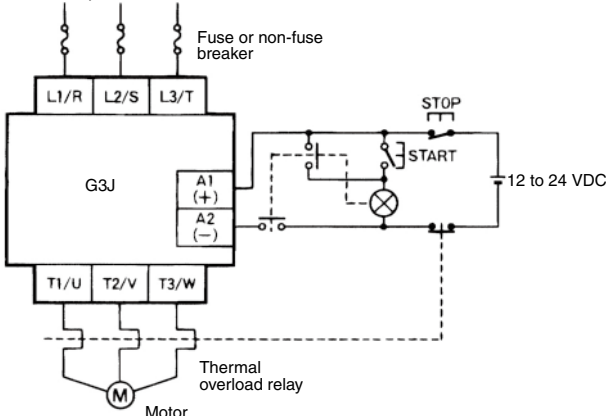 Fuse or non-fuse
breaker
L1/R L2/S L3/T
STOP
START
G3J
A1
(+)
A2
(−)
12 to 24 VDC
T1/U T2/V T3/W
Thermal
overload relay
M
Motor